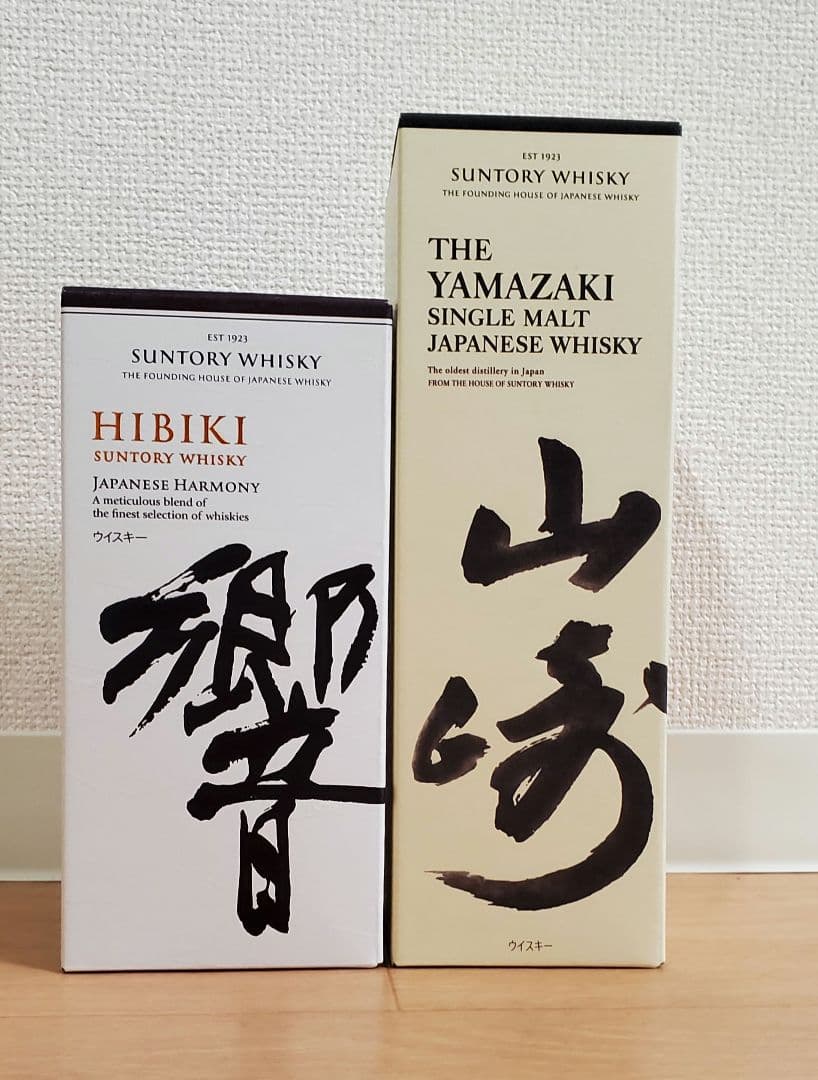 EST 1923
SUNTORY WHISKY
THE FOUNDING HOUSE OF JAPANESE WHISKY
HIBIKI
SUNTORY WHISKY
JAPANESE HARMONY
A meticulous blend of
the finest selection of whiskies
ウイスキー
響
EST 1923
SUNTORY WHISKY
THE FOUNDING HOUSE OF JAPANESE WHISKY
THE
YAMAZAKI
SINGLE MALT
JAPANESE WHISKY
The oldest distillery in Japan
FROM THE HOUSE OF SUNTORY WHISKY
山
崎
ウイスキー